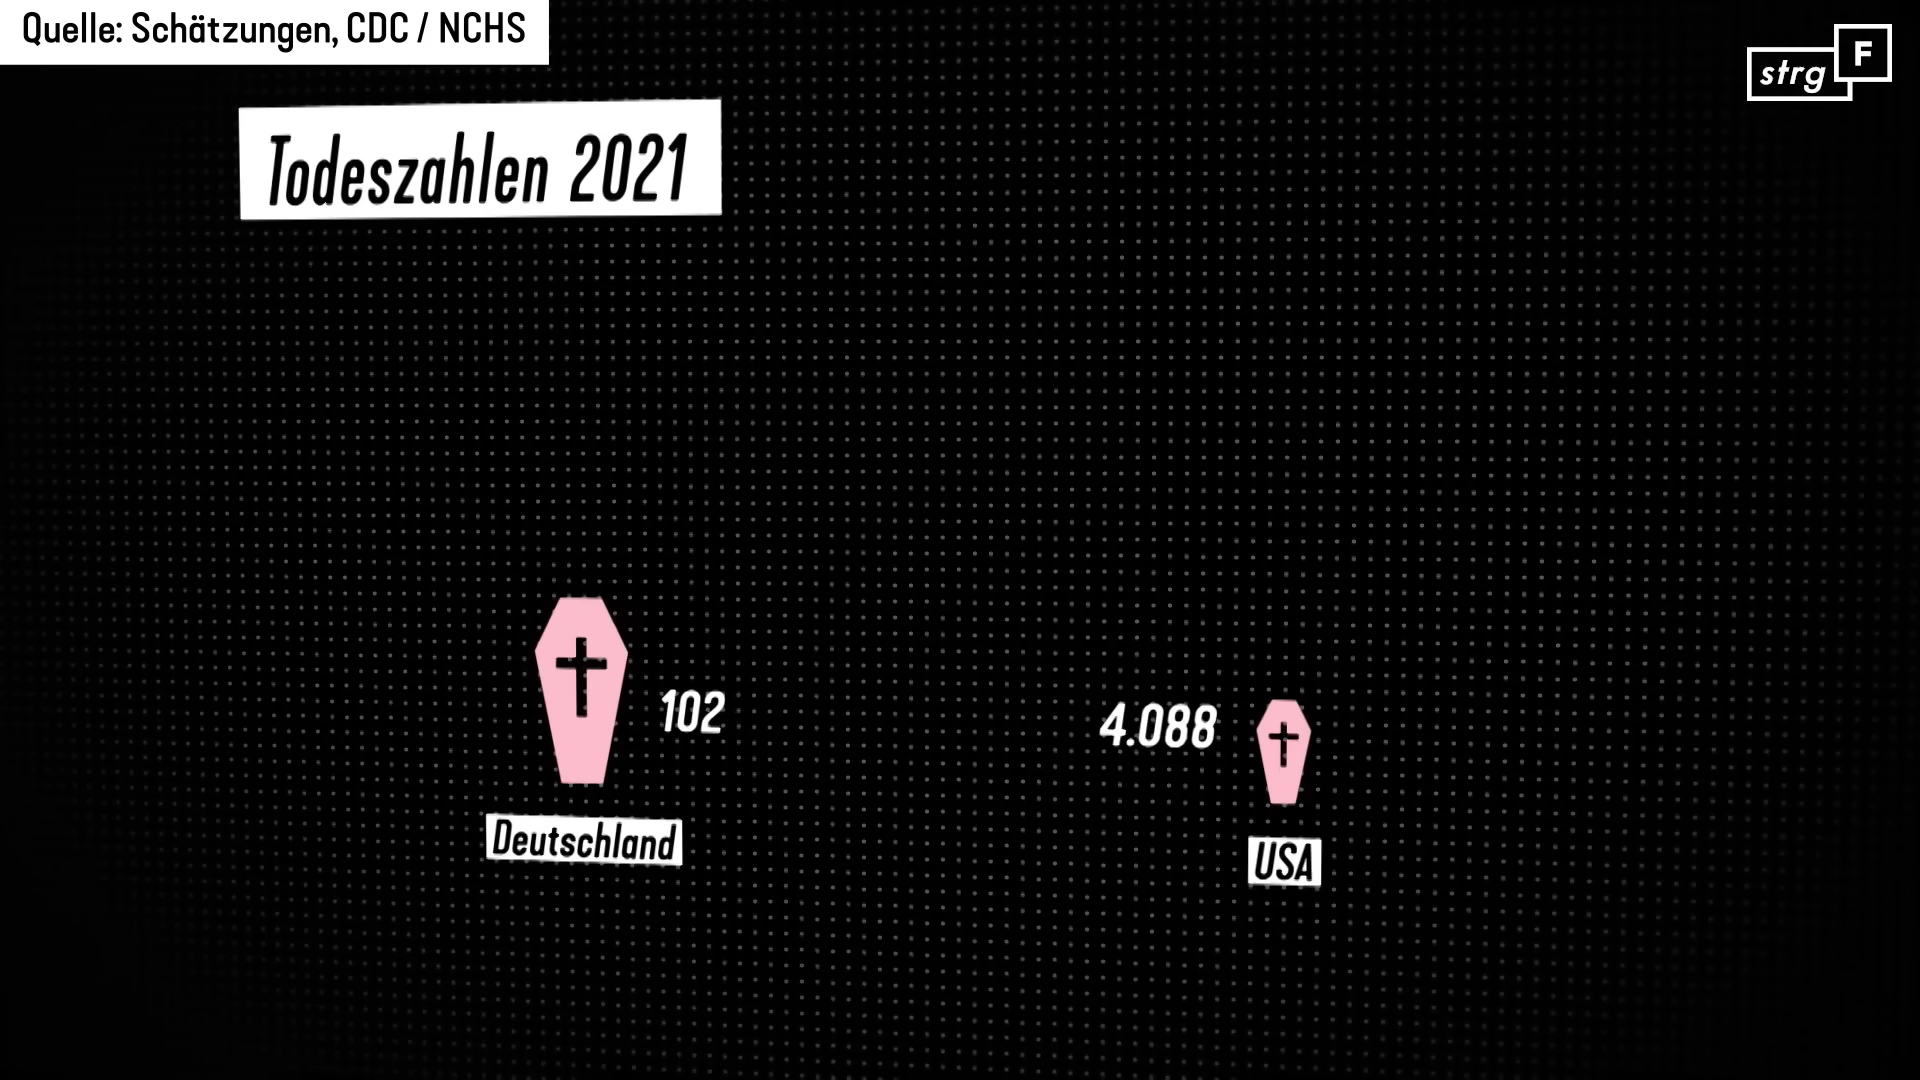 Quelle: Schätzungen, CDC / NCHS
strg F
Todeszahlen 2021
102
4.088
Deutschland
USA